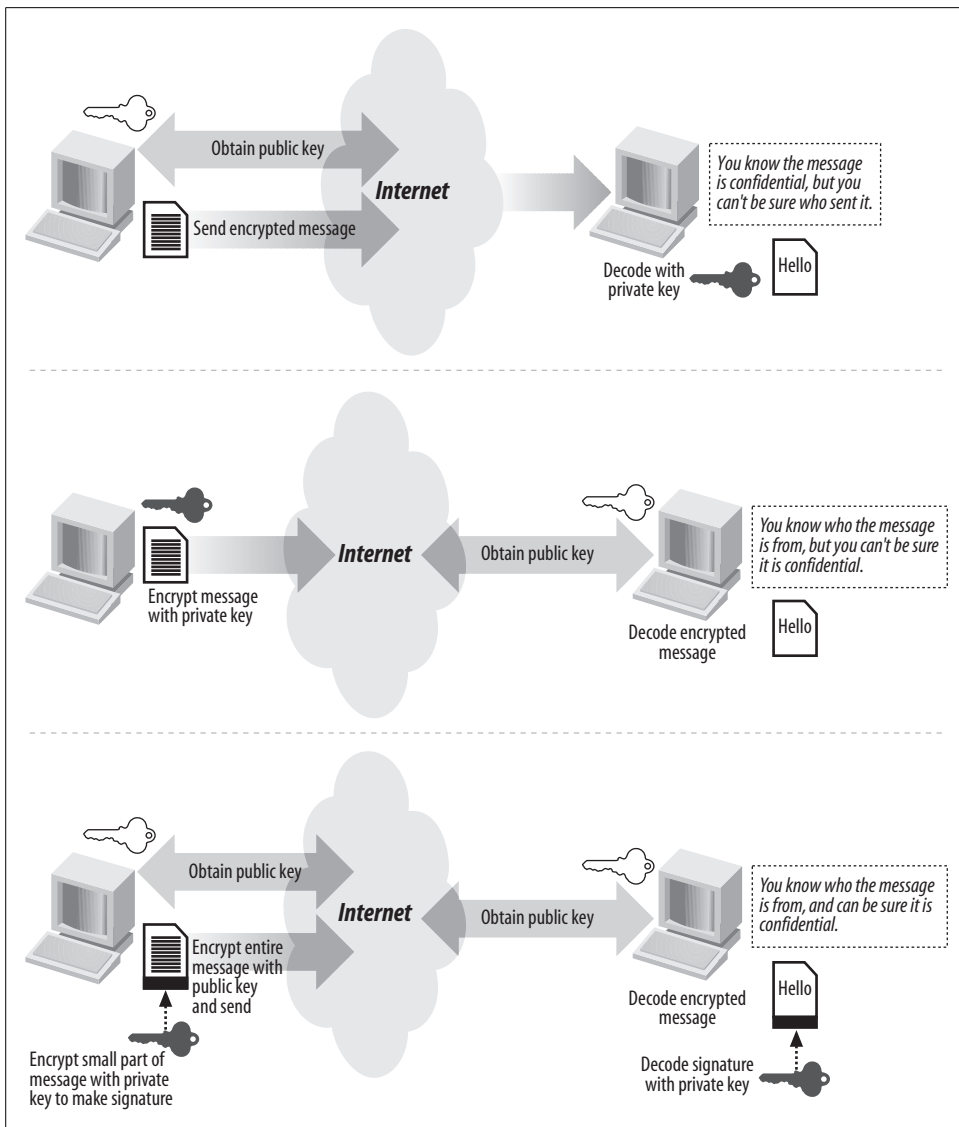 Obtain public key
Internet
Send encrypted message
You know the message
is confidential, but you
can't be sure who sent it.
Decode with
private key
Hello
Encrypt message
with private key
Internet
Obtain public key
You know who the message
is from, but you can't be sure
it is confidential.
Decode encrypted
message
Hello
Obtain public key
Internet
Encrypt entire
message with
public key
and send
Encrypt small part of
message with private
key to make signature
Obtain public key
You know who the message
is from, and can be sure it is
confidential.
Decode encrypted
message
Hello
Decode signature
with private key